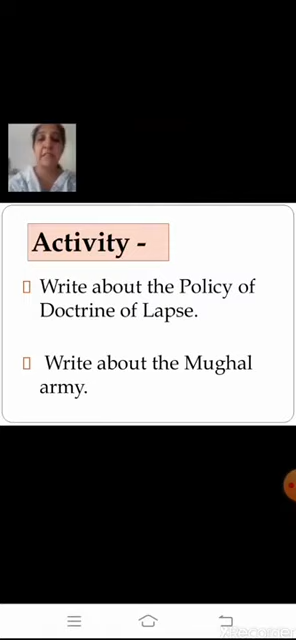 Activity -
Write about the Policy of
Doctrine of Lapse.
Write about the Mughal
army.